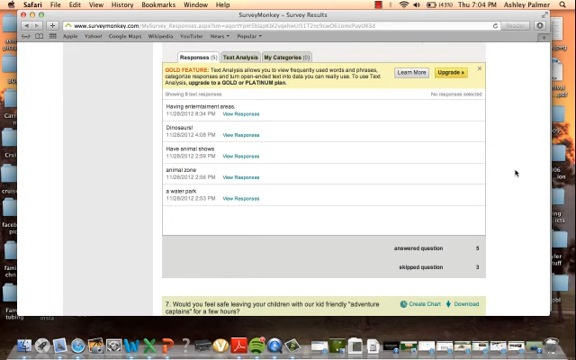 Safari File Edit View History Bookmarks Window Help
(41%) Thu 7:04 PM Ashley Palmer
SurveyMonkey – Survey Results
Reader
Apple Yahoo! Google Maps YouTube Wikipedia News Popular
Responses (5) Text Analysis My Categories (0)
GOLD FEATURE: Text Analysis allows you to view frequently used words and phrases,
categorize responses and turn open-ended text into data you can really use. To use Text
Analysis, upgrade to a GOLD or PLATINUM plan.
Learn More Upgrade
Showing 5 text responses
No responses selected
Having entertaiment areas.
11/28/2012 8:34 PM View Responses
Dinosaurs!
11/28/2012 4:08 PM View Responses
Have animal shows
11/28/2012 2:59 PM View Responses
animal zone
11/28/2012 2:56 PM View Responses
a water park
11/28/2012 2:53 PM View Responses
answered question 5
skipped question 3
7. Would you feel safe leaving your children with our kid friendly "adventure
captains" for a few hours?
Create Chart Download